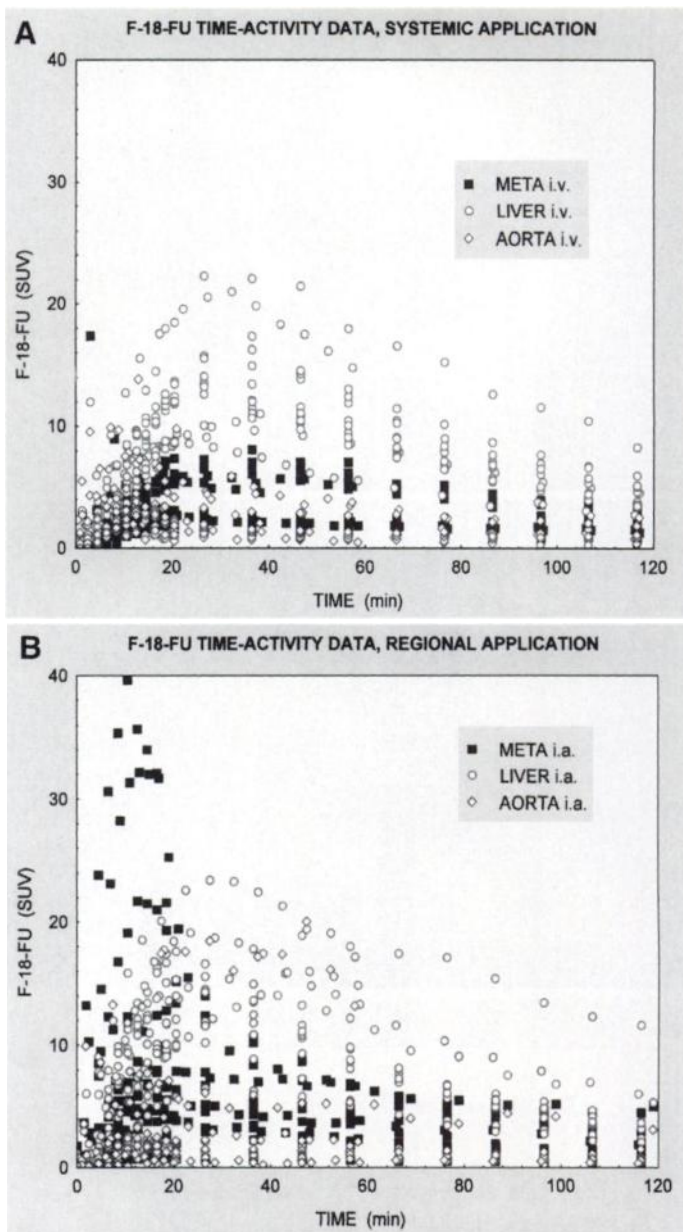 A
F-18-FU TIME-ACTIVITY DATA, SYSTEMIC APPLICATION
40
30
20
10
0
F-18-FU (SUV)
META i.v.
LIVER i.v.
AORTA i.v.
0 20 40 60 80 100 120
TIME (min)
B
F-18-FU TIME-ACTIVITY DATA, REGIONAL APPLICATION
40
30
20
10
0
F-18-FU (SUV)
META i.a.
LIVER i.a.
AORTA i.a.
0 20 40 60 80 100 120
TIME (min)